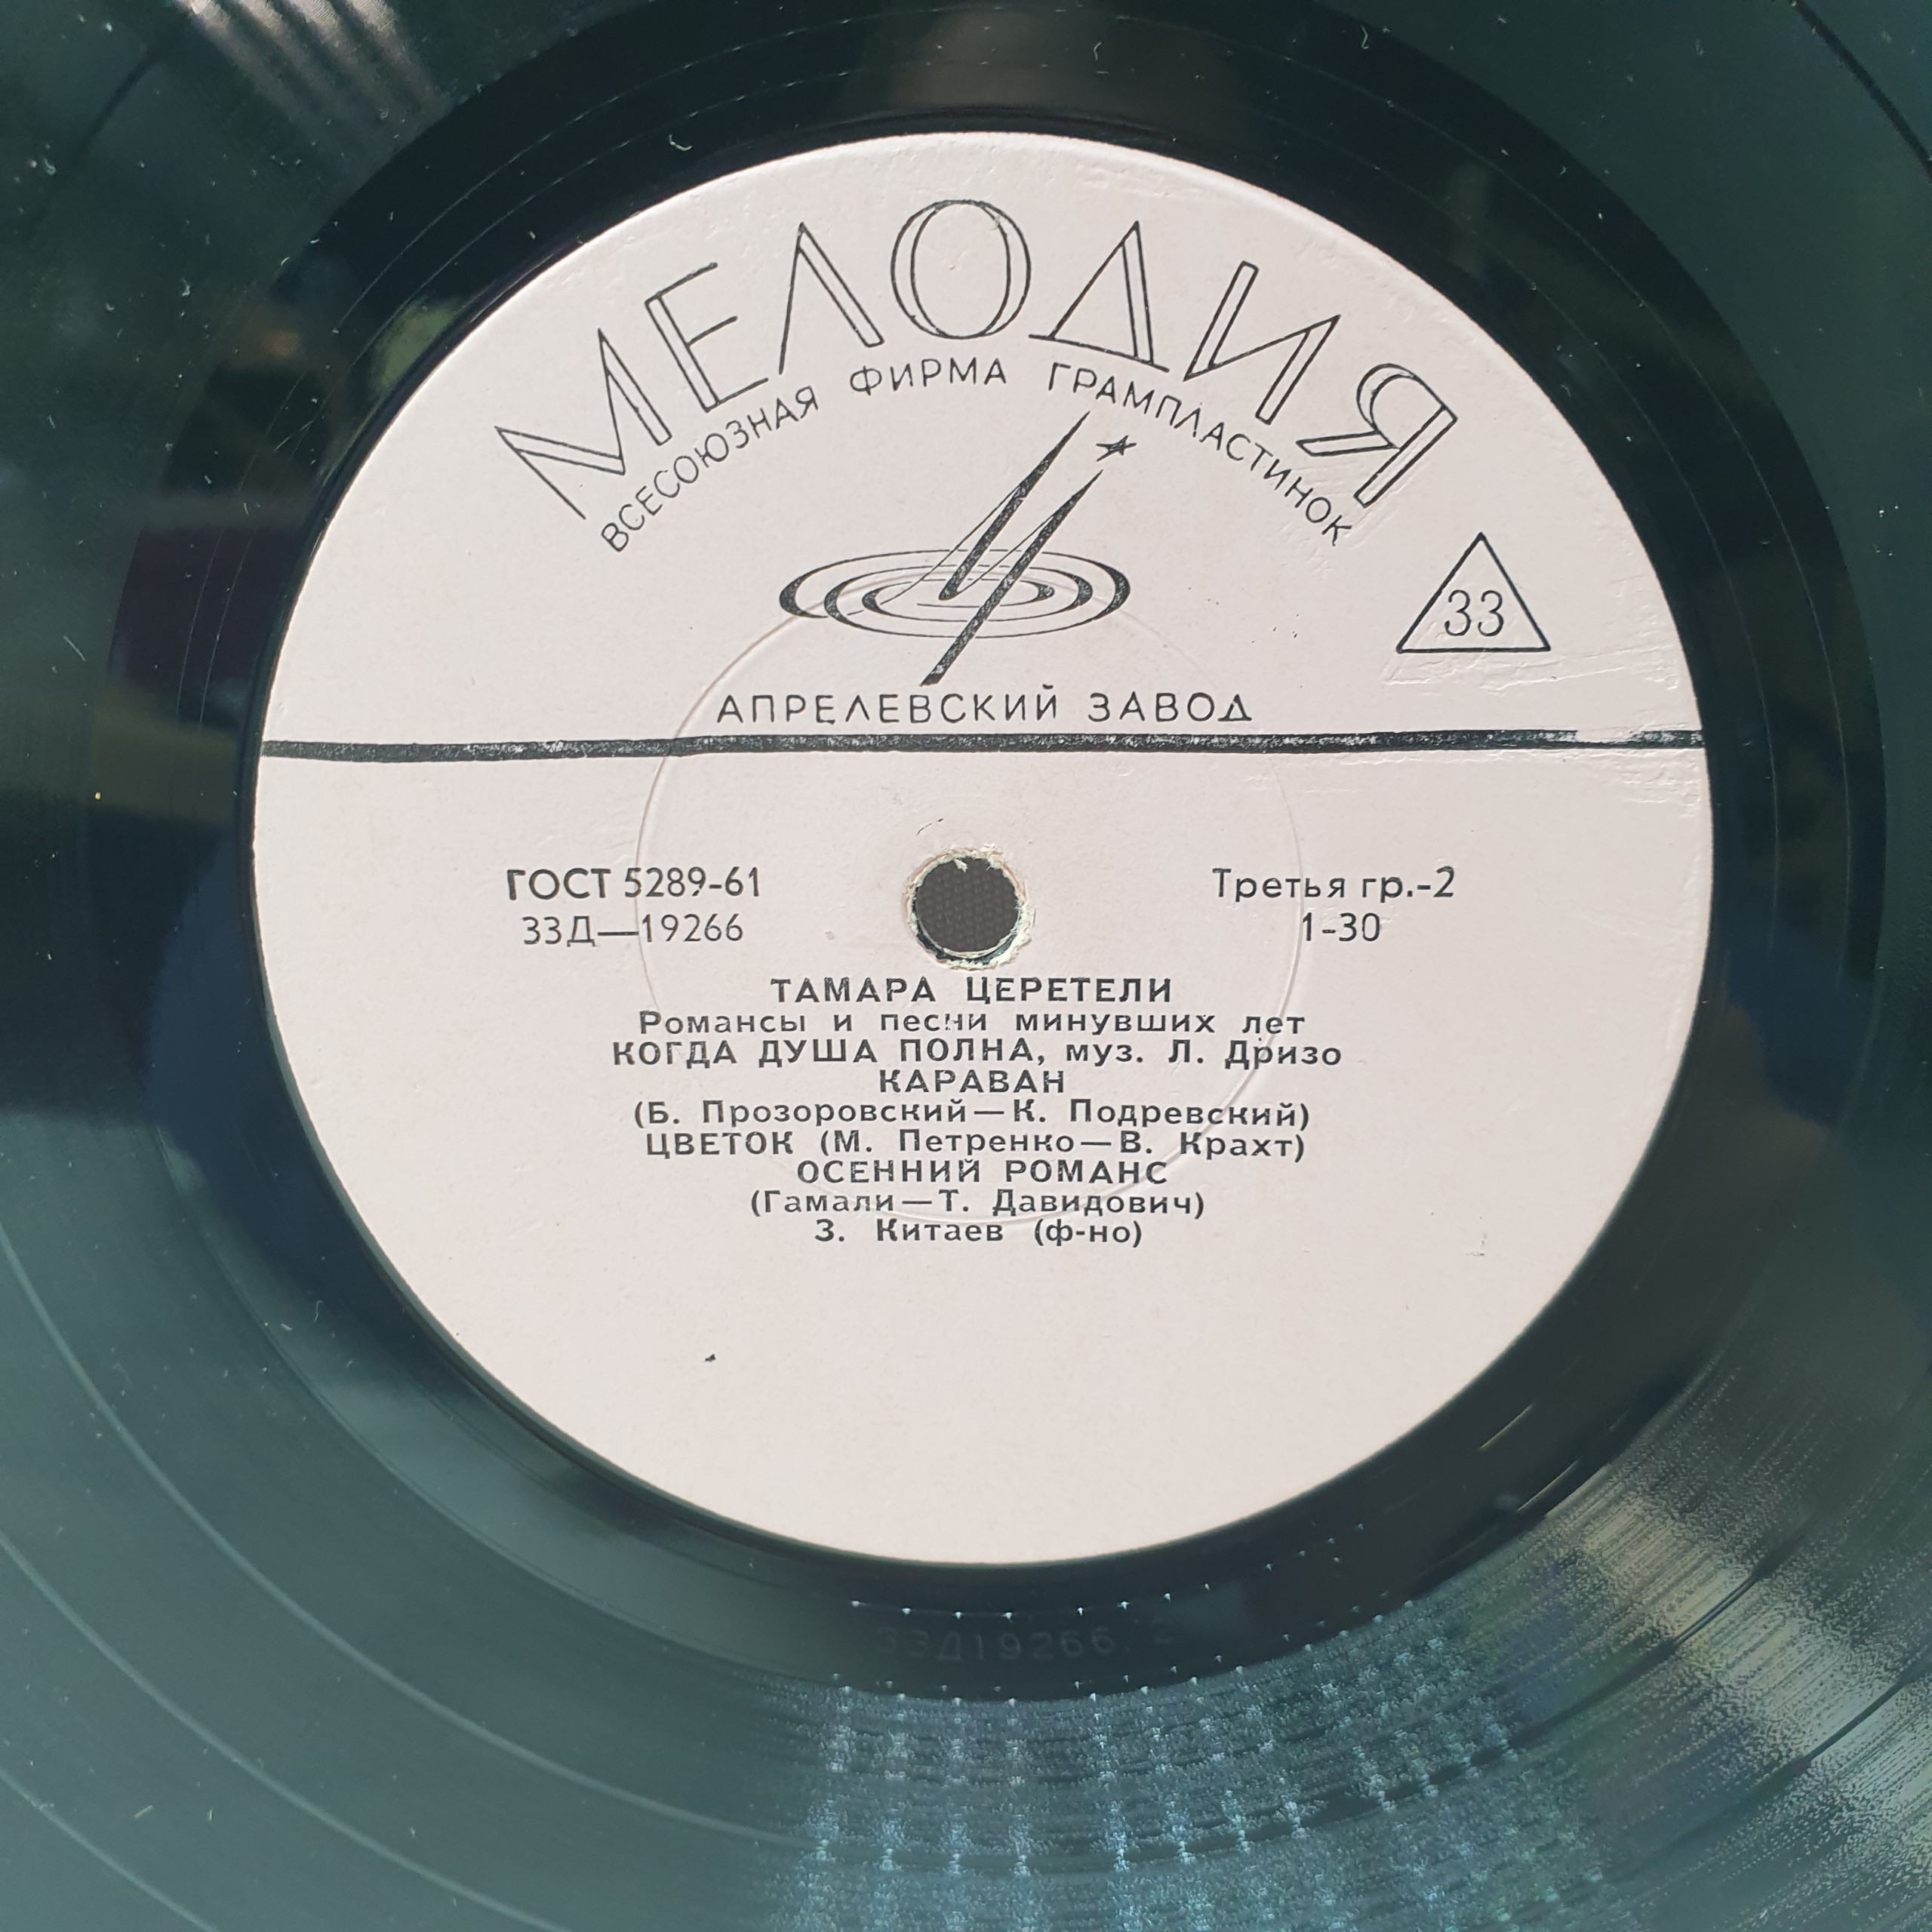 МЕЛОДИЯ
ВСЕСОЮЗНАЯ ФИРМА ГРАМПЛАСТИНОК
33
АПРЕЛЕВСКИЙ ЗАВОД
ГОСТ 5289-61
33Д—19266
Третья гр.-2
1-30
ТАМАРА ЦЕРЕТЕЛИ
Романсы и песни минувших лет
КОГДА ДУША ПОЛНА, муз. Л. Дризо
КАРАВАН
(Б. Прозоровский—К. Подревский)
ЦВЕТОК (М. Петренко—В. Крахт)
ОСЕННИЙ РОМАНС
(Гамали—Т. Давидович)
З. Китаев (ф-но)
33Д19266